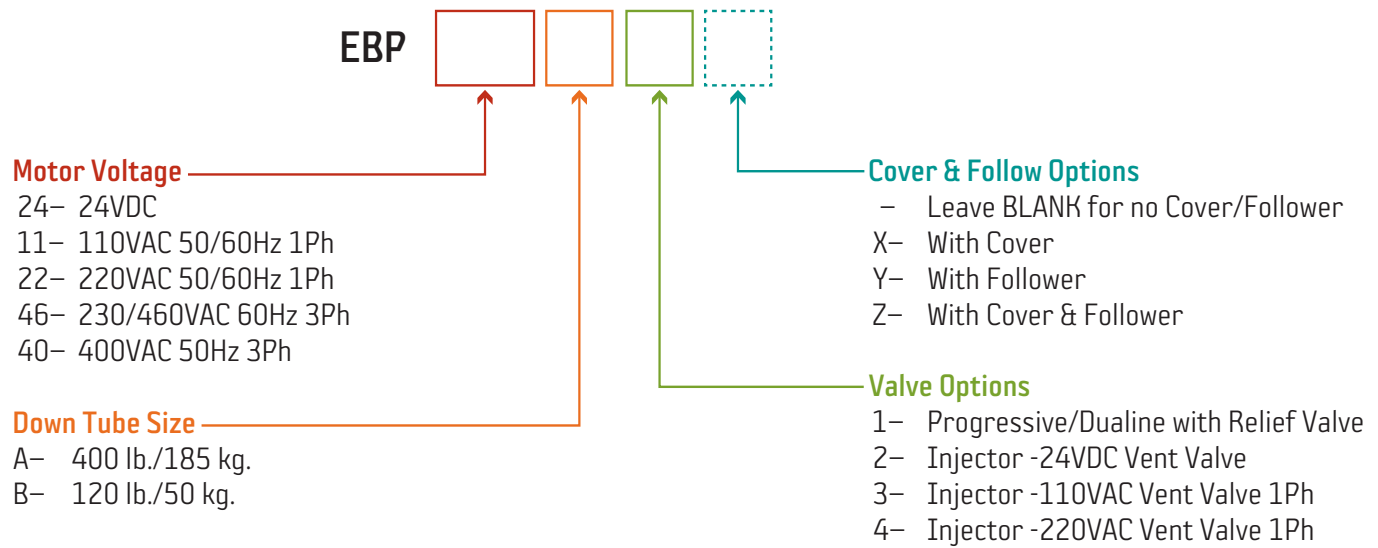 EBP
Motor Voltage
24– 24VDC
11– 110VAC 50/60Hz 1Ph
22– 220VAC 50/60Hz 1Ph
46– 230/460VAC 60Hz 3Ph
40– 400VAC 50Hz 3Ph
Down Tube Size
A– 400 lb./185 kg.
B– 120 lb./50 kg.
Cover & Follow Options
– Leave BLANK for no Cover/Follower
X– With Cover
Y– With Follower
Z– With Cover & Follower
Valve Options
1– Progressive/Dualine with Relief Valve
2– Injector -24VDC Vent Valve
3– Injector -110VAC Vent Valve 1Ph
4– Injector -220VAC Vent Valve 1Ph